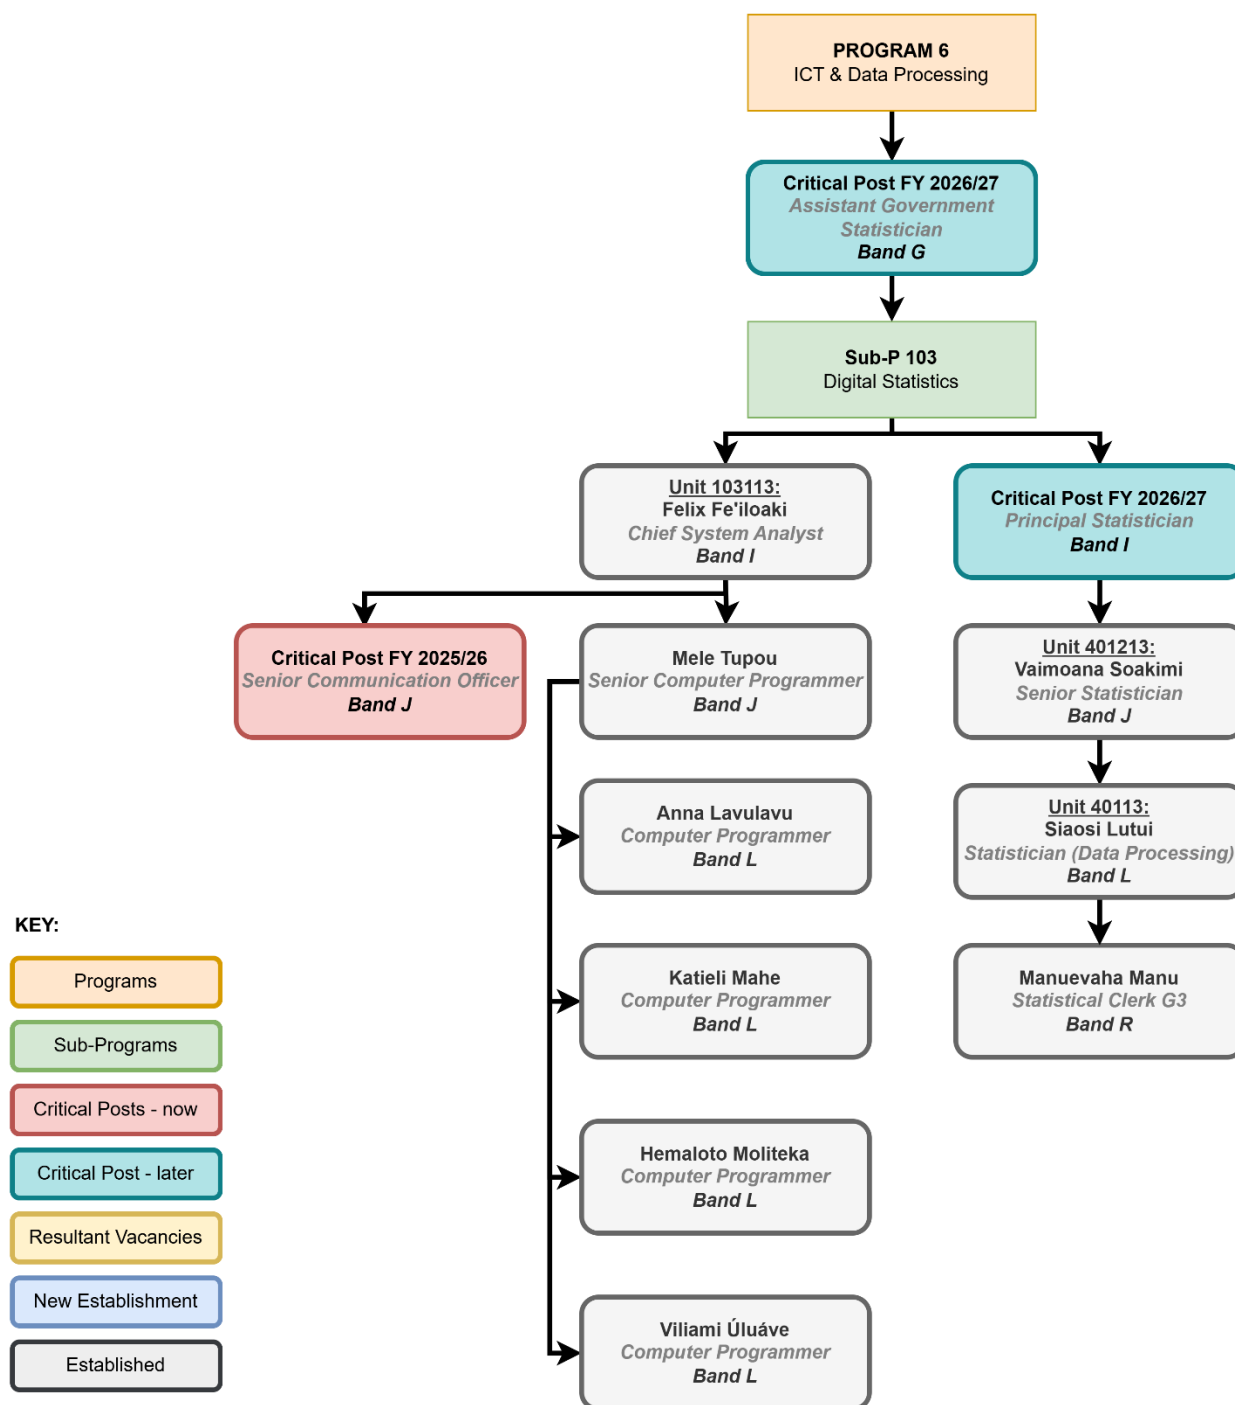 PROGRAM 6
ICT & Data Processing
Critical Post FY 2026/27
Assistant Government
Statistician
Band G
Sub-P 103
Digital Statistics
Unit 103113:
Felix Fe'iloaki
Chief System Analyst
Band I
Critical Post FY 2026/27
Principal Statistician
Band I
Critical Post FY 2025/26
Senior Communication Officer
Band J
Mele Tupou
Senior Computer Programmer
Band J
Unit 401213:
Vaimoana Soakimi
Senior Statistician
Band J
Anna Lavulavu
Computer Programmer
Band L
Unit 40113:
Siaosi Lutui
Statistician (Data Processing)
Band L
Katieli Mahe
Computer Programmer
Band L
Manuevaha Manu
Statistical Clerk G3
Band R
Hemaloto Moliteka
Computer Programmer
Band L
Viliami Úluáve
Computer Programmer
Band L
KEY:
Programs
Sub-Programs
Critical Posts - now
Critical Post - later
Resultant Vacancies
New Establishment
Established